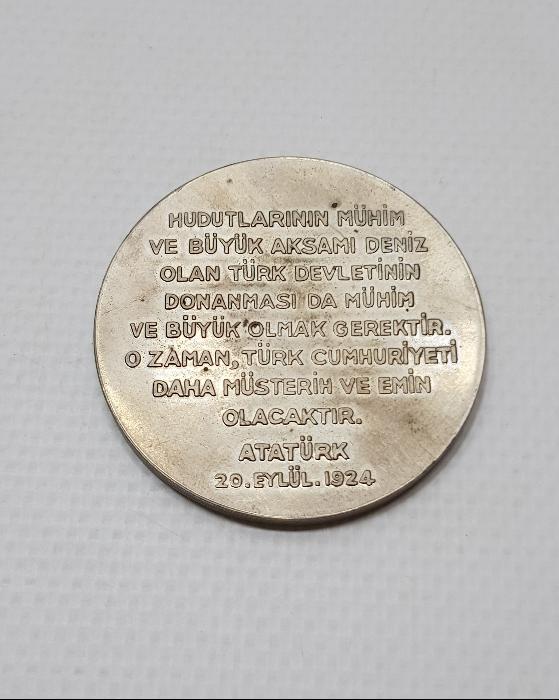 HUDUTLARININ MÜHİM
VE BÜYÜK AKSAMI DENİZ
OLAN TÜRK DEVLETİNİN
DONANMASI DA MÜHİM
VE BÜYÜK OLMAK GEREKTİR.
O ZAMAN, TÜRK CUMHURİYETİ
DAHA MÜSTERİH VE EMİN
OLACAKTIR.
ATATÜRK
20. EYLÜL. 1924